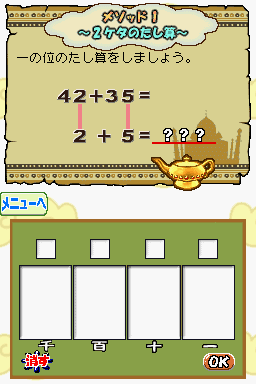 メソッド1
～2ケタのたし算～
一の位のたし算をしましょう。
42+35=
2 + 5= ???
メニューへ
千 百 十 一
消す OK